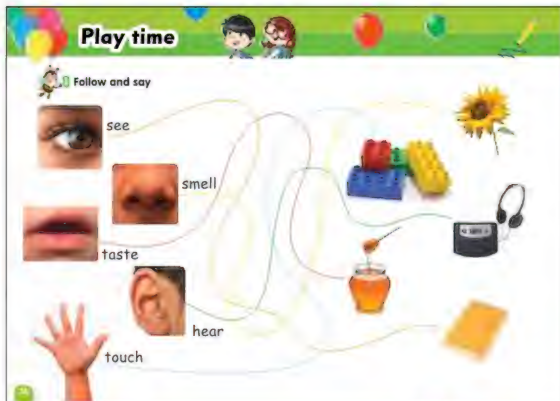 Play time
Follow and say
see
smell
taste
hear
touch